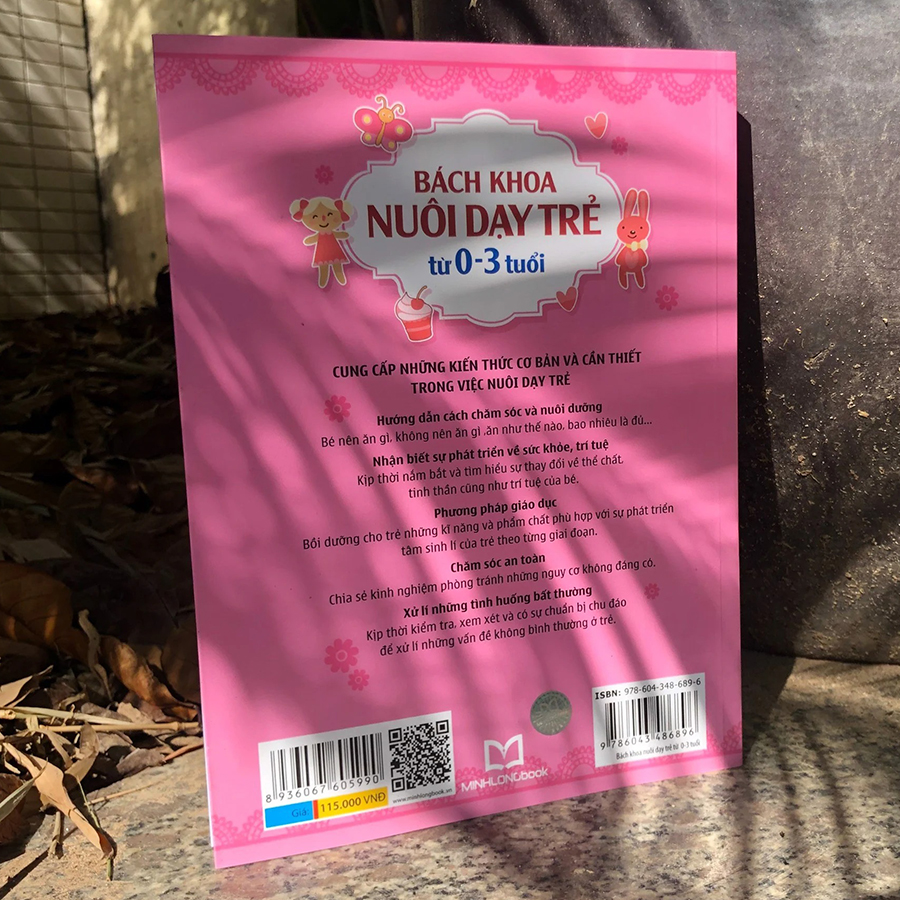 BÁCH KHOA
NUÔI DẠY TRẺ
từ 0-3 tuổi
CUNG CẤP NHỮNG KIẾN THỨC CƠ BẢN VÀ CẦN THIẾT
TRONG VIỆC NUÔI DẠY TRẺ
Hướng dẫn cách chăm sóc và nuôi dưỡng
Bé nên ăn gì, không nên ăn gì ,ăn như thế nào, bao nhiêu là đủ...
Nhận biết sự phát triển về sức khỏe, trí tuệ
Kịp thời nắm bắt và tìm hiểu sự thay đổi về thể chất,
tinh thần cũng như trí tuệ của bé.
Phương pháp giáo dục
Bồi dưỡng cho trẻ những kĩ năng và phẩm chất phù hợp với sự phát triển
tâm sinh lí của trẻ theo từng giai đoạn.
Chăm sóc an toàn
Chia sẻ kinh nghiệm phòng tránh những nguy cơ không đáng có.
Xử lí những tình huống bất thường
Kịp thời kiểm tra, xem xét và có sự chuẩn bị chu đáo
để xử lí những vấn đề không bình thường ở trẻ.
ISBN: 978-604-348-689-6
9 786043 486896
Bách khoa nuôi dạy trẻ từ 0-3 tuổi
8 936067 605990
Giá: 115.000 VNĐ
www.minhlongbook.vn
MINHLONGbook